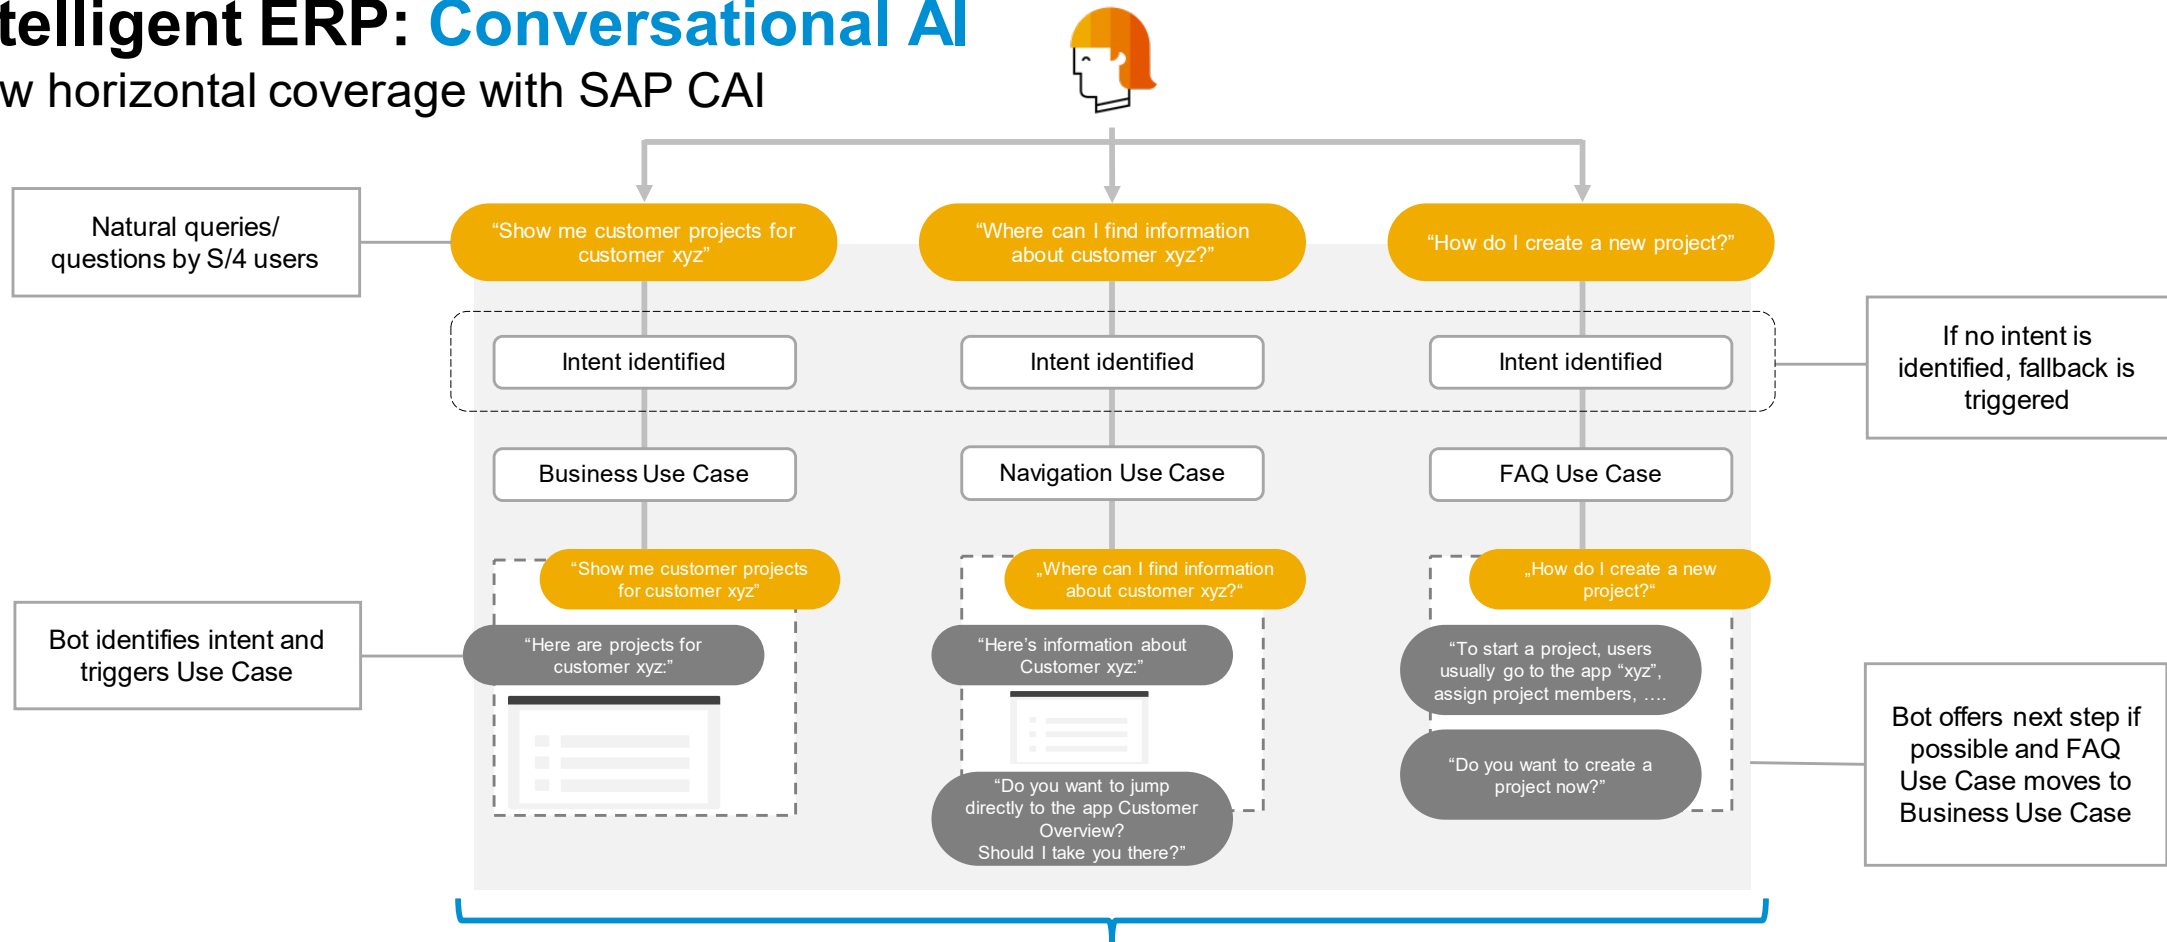 telligent ERP: Conversational AI
w horizontal coverage with SAP CAI
Natural queries/
questions by S/4 users
“Show me customer projects for
customer xyz”
“Where can I find information
about customer xyz?”
“How do I create a new project?”
Intent identified
Intent identified
Intent identified
If no intent is
identified, fallback is
triggered
Business Use Case
Navigation Use Case
FAQ Use Case
“Show me customer projects
for customer xyz”
„Where can I find information
about customer xyz?“
„How do I create a new
project?“
Bot identifies intent and
triggers Use Case
“Here are projects for
customer xyz:”
“Here’s information about
Customer xyz:”
“To start a project, users
usually go to the app “xyz”,
assign project members, ….
“Do you want to jump
directly to the app Customer
Overview?
Should I take you there?”
“Do you want to create a
project now?”
Bot offers next step if
possible and FAQ
Use Case moves to
Business Use Case